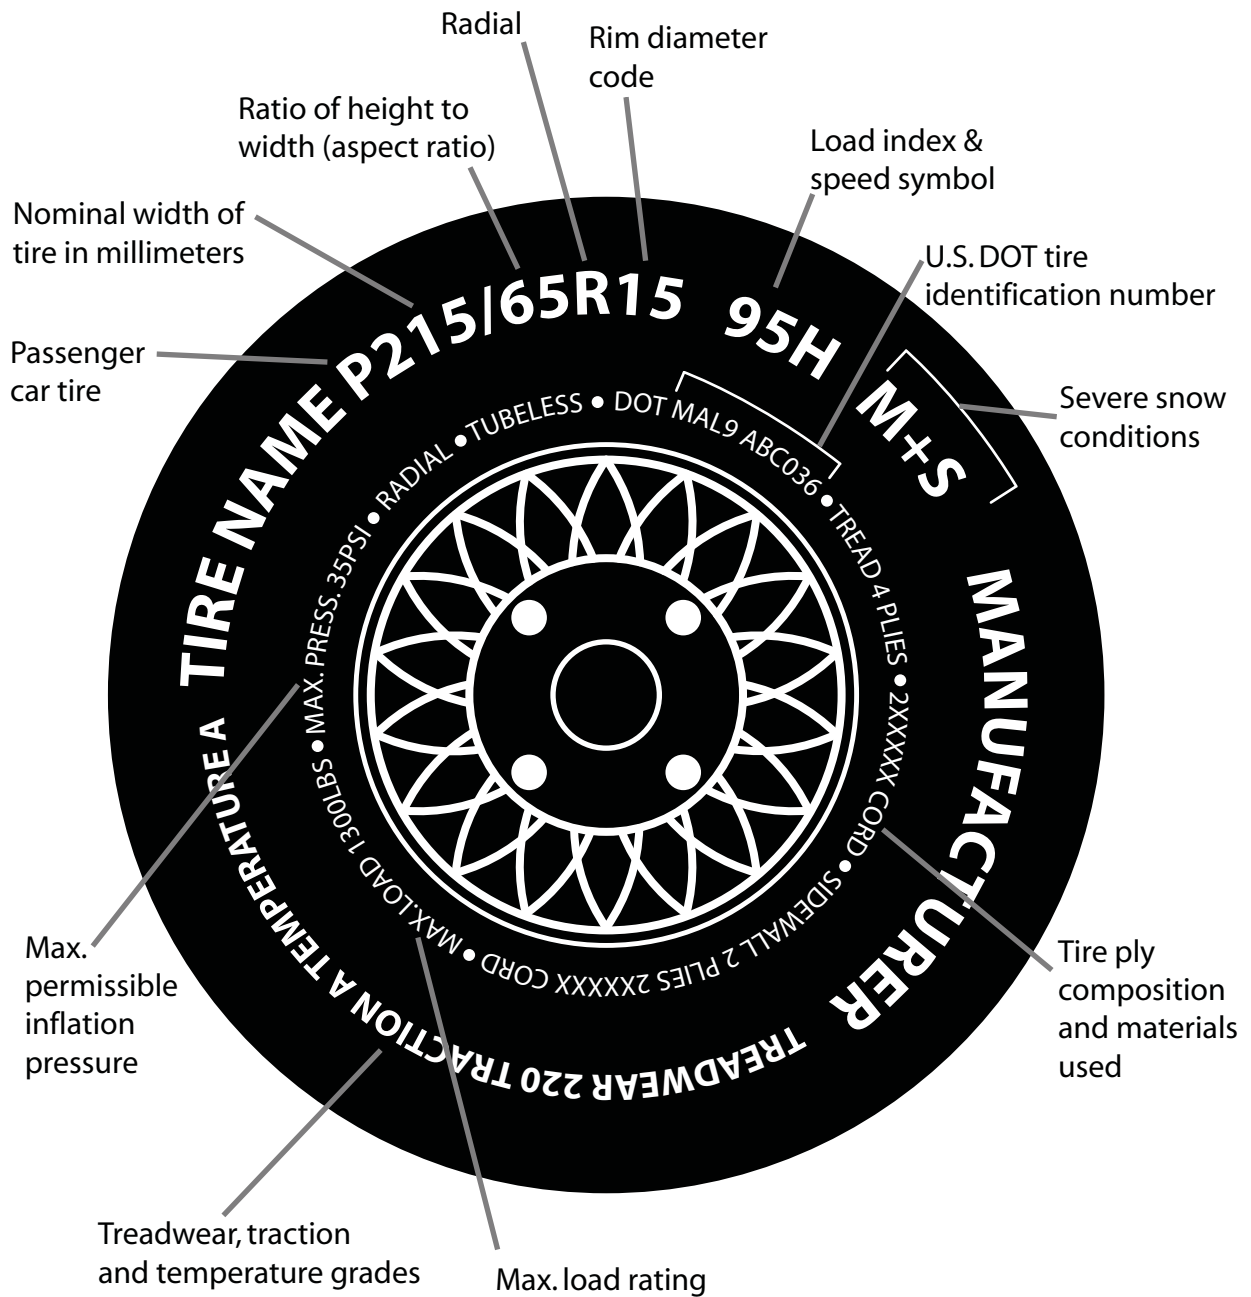 Radial
Rim diameter
code
Ratio of height to
width (aspect ratio)
Load index &
speed symbol
Nominal width of
tire in millimeters
U.S. DOT tire
identification number
Passenger
car tire
Severe snow
conditions
TIRE NAME P215/65R15 95H M+S
MANUFACTURER
TREADWEAR 220 TRACTION A TEMPERATURE A
MAX. PRESS. 35PSI • RADIAL • TUBELESS • DOT MAL9 ABC036 • TREAD 4 PLIES • 2XXXXX CORD • SIDEWALL 2 PLIES 2XXXXX CORD • MAX.LOAD 1300LBS •
Max.
permissible
inflation
pressure
Tire ply
composition
and materials
used
Treadwear, traction
and temperature grades
Max. load rating